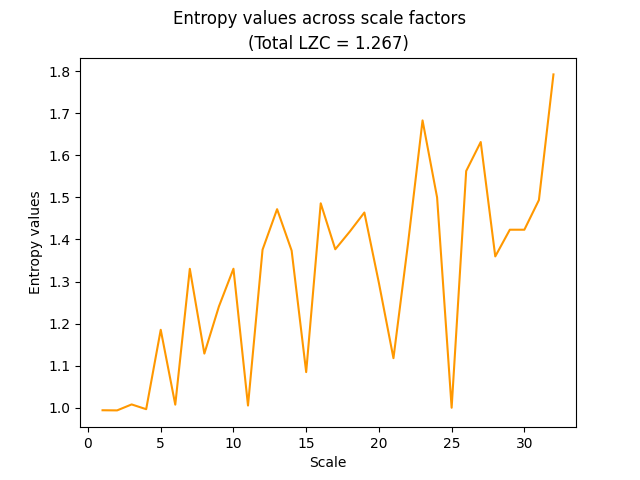 Entropy values across scale factors
(Total LZC = 1.267)
1.8
1.7
1.6
1.5
1.4
1.3
1.2
1.1
1.0
Entropy values
0 5 10 15 20 25 30
Scale